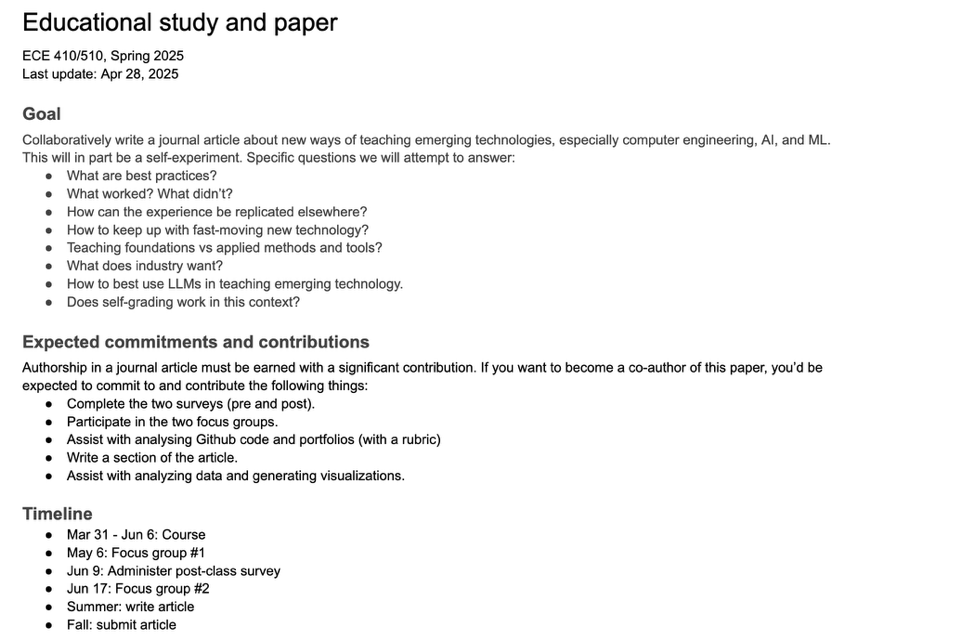 Educational study and paper
ECE 410/510, Spring 2025
Last update: Apr 28, 2025
Goal
Collaboratively write a journal article about new ways of teaching emerging technologies, especially computer engineering, AI, and ML.
This will in part be a self-experiment. Specific questions we will attempt to answer:
● What are best practices?
● What worked? What didn't?
● How can the experience be replicated elsewhere?
● How to keep up with fast-moving new technology?
● Teaching foundations vs applied methods and tools?
● What does industry want?
● How to best use LLMs in teaching emerging technology.
● Does self-grading work in this context?
Expected commitments and contributions
Authorship in a journal article must be earned with a significant contribution. If you want to become a co-author of this paper, you'd be
expected to commit to and contribute the following things:
● Complete the two surveys (pre and post).
● Participate in the two focus groups.
● Assist with analysing Github code and portfolios (with a rubric)
● Write a section of the article.
● Assist with analyzing data and generating visualizations.
Timeline
● Mar 31 - Jun 6: Course
● May 6: Focus group #1
● Jun 9: Administer post-class survey
● Jun 17: Focus group #2
● Summer: write article
● Fall: submit article